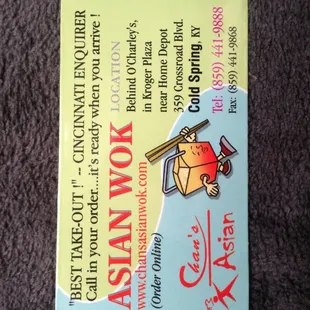 "BEST TAKE-OUT !" -- CINCINNATI ENQUIRER
Call in your order....it's ready when you arrive !
ASIAN WOK
www.chansasianwok.com
(Order Online)
LOCATION
Behind O'Charley's,
in Kroger Plaza
near Home Depot
359 Crossroad Blvd.
Cold Spring, KY
Tel: (859) 441-9888
Fax: (859) 441-9868
Chan's
Asian